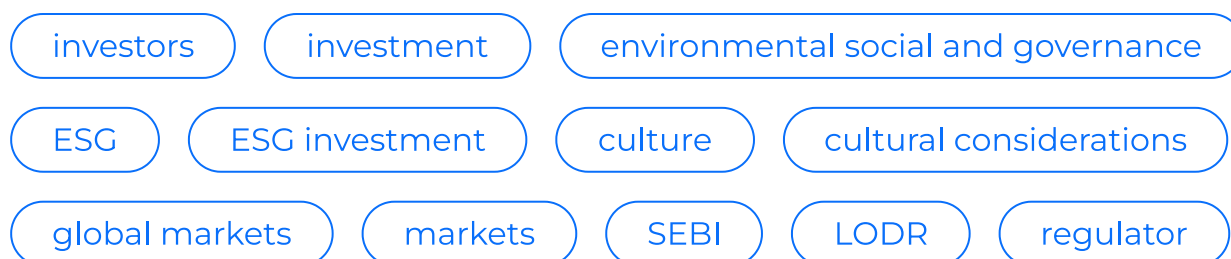 investors investment environmental social and governance
ESG ESG investment culture cultural considerations
global markets markets SEBI LODR regulator